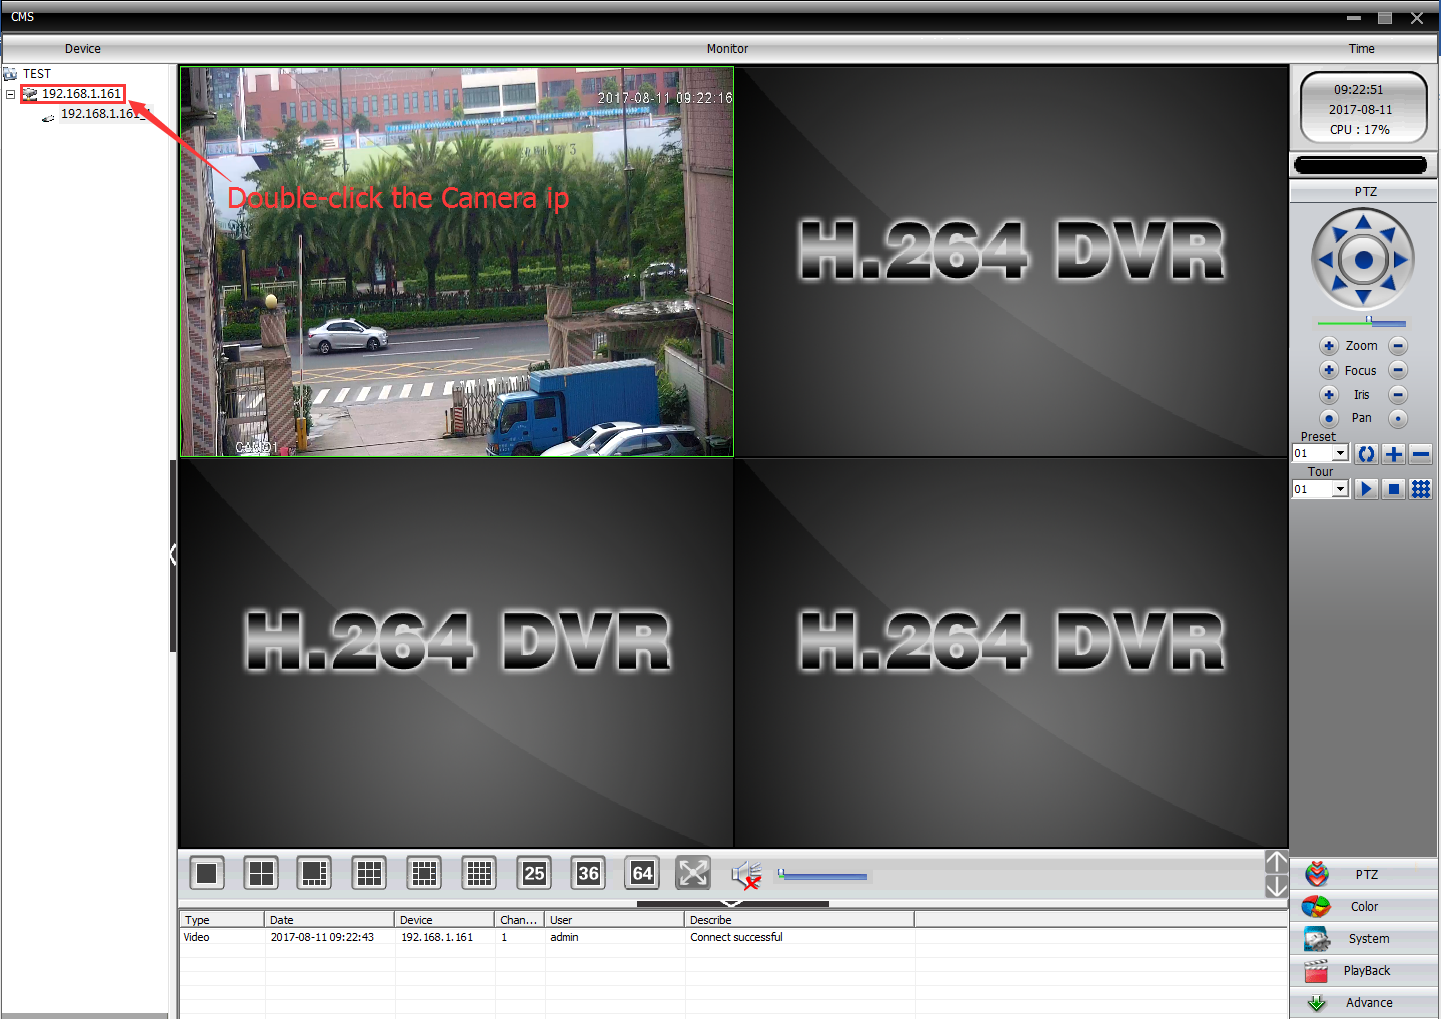 CMS
Device
Monitor
Time
TEST
192.168.1.161
192.168.1.161_
2017-08-11 09:22:16
Double-click the Camera ip
CAM01
H.264 DVR
H.264 DVR
H.264 DVR
09:22:51
2017-08-11
CPU : 17%
PTZ
Zoom
Focus
Iris
Pan
Preset
01
Tour
01
25
36
64
Type Date Device Chan... User Describe
Video 2017-08-11 09:22:43 192.168.1.161 1 admin Connect successful
PTZ
Color
System
PlayBack
Advance